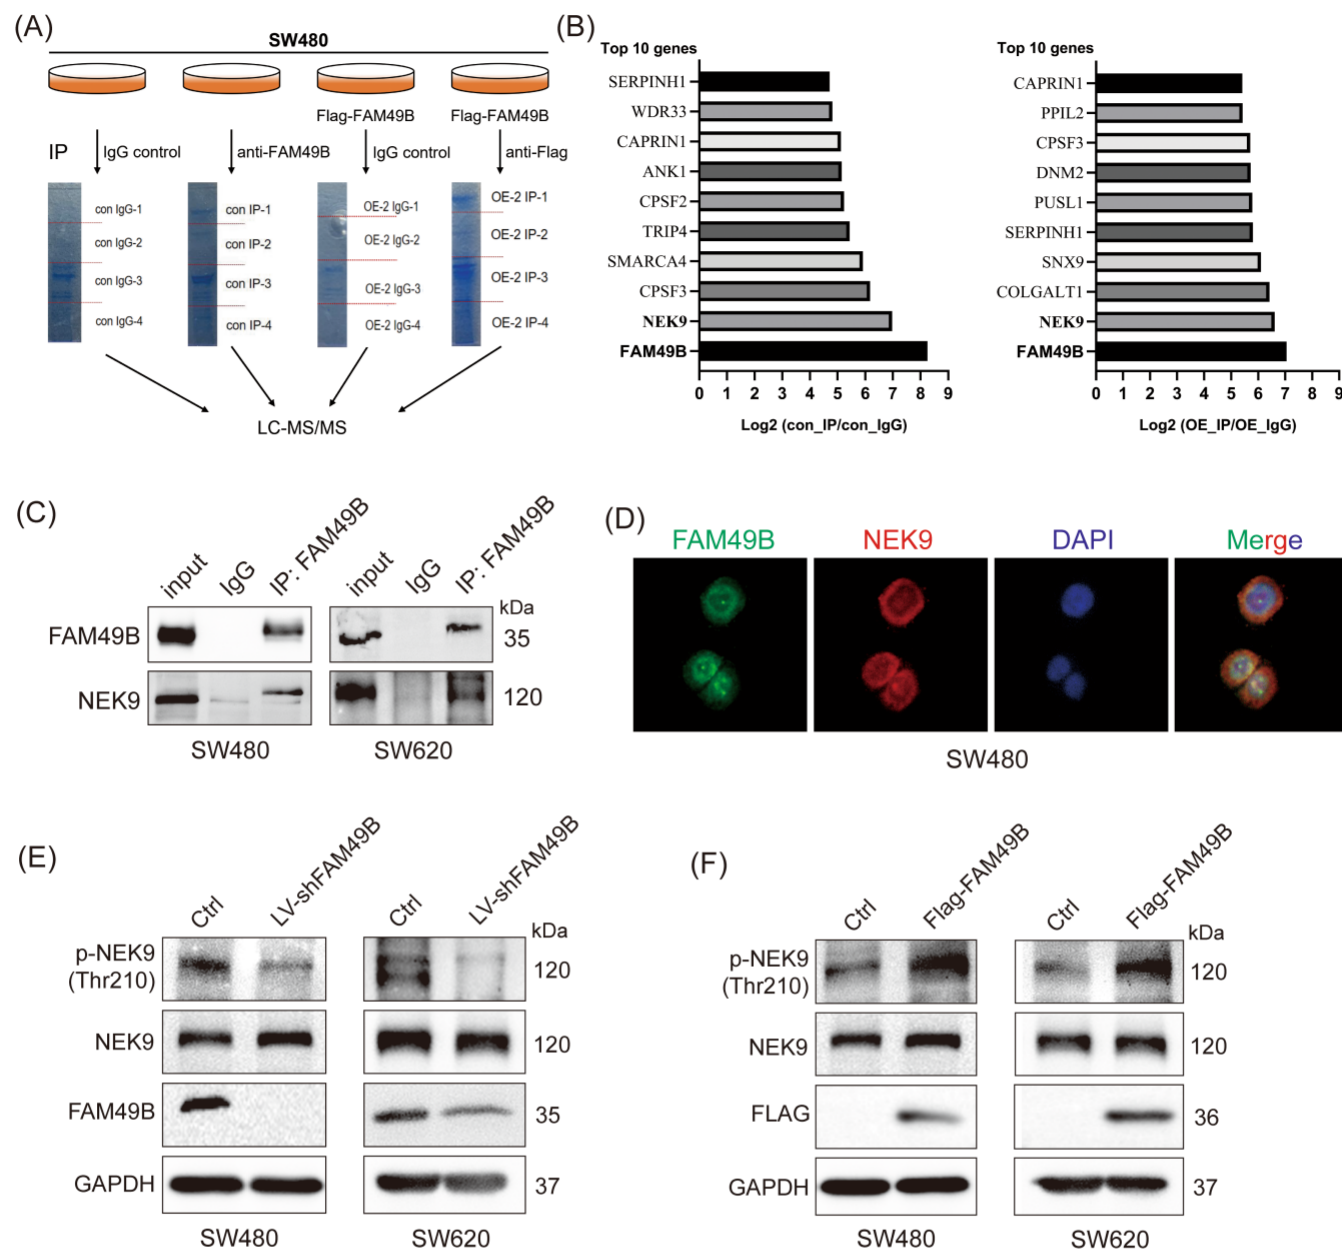 (A)
SW480
Flag-FAM49B
Flag-FAM49B
IP
IgG control
anti-FAM49B
IgG control
anti-Flag
con IgG-1
con IgG-2
con IgG-3
con IgG-4
con IP-1
con IP-2
con IP-3
con IP-4
OE-2 IgG-1
OE-2 IgG-2
OE-2 IgG-3
OE-2 IgG-4
OE-2 IP-1
OE-2 IP-2
OE-2 IP-3
OE-2 IP-4
LC-MS/MS
(B)
Top 10 genes
SERPINH1
WDR33
CAPRIN1
ANK1
CPSF2
TRIP4
SMARCA4
CPSF3
NEK9
FAM49B
0 1 2 3 4 5 6 7 8 9
Log2 (con_IP/con_IgG)
Top 10 genes
CAPRIN1
PPIL2
CPSF3
DNM2
PUSL1
SERPINH1
SNX9
COLGALT1
NEK9
FAM49B
0 1 2 3 4 5 6 7 8 9
Log2 (OE_IP/OE_IgG)
(C)
input
IgG
IP: FAM49B
input
IgG
IP: FAM49B
kDa
FAM49B
35
NEK9
120
SW480
SW620
(D)
FAM49B
NEK9
DAPI
Merge
SW480
(E)
Ctrl
LV-shFAM49B
Ctrl
LV-shFAM49B
kDa
p-NEK9
(Thr210)
120
NEK9
120
FAM49B
35
GAPDH
37
SW480
SW620
(F)
Ctrl
Flag-FAM49B
Ctrl
Flag-FAM49B
kDa
p-NEK9
(Thr210)
120
NEK9
120
FLAG
36
GAPDH
37
SW480
SW620